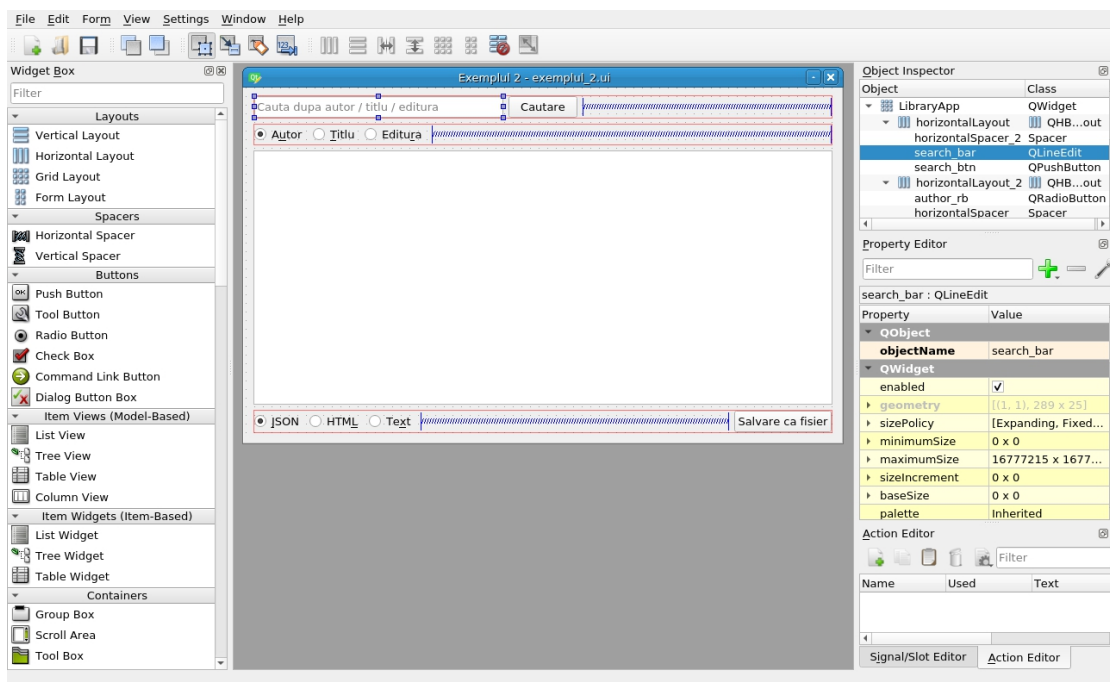 File Edit Form View Settings Window Help
Widget Box
Filter
Layouts
Vertical Layout
Horizontal Layout
Grid Layout
Form Layout
Spacers
Horizontal Spacer
Vertical Spacer
Buttons
Push Button
Tool Button
Radio Button
Check Box
Command Link Button
Dialog Button Box
Item Views (Model-Based)
List View
Tree View
Table View
Column View
Item Widgets (Item-Based)
List Widget
Tree Widget
Table Widget
Containers
Group Box
Scroll Area
Tool Box
Exemplul 2 - exemplul_2.ui
Cauta dupa autor / titlu / editura
Cautare
Autor Titlu Editura
JSON HTML Text
Salvare ca fisier
Object Inspector
Object Class
LibraryApp QWidget
horizontalLayout QHB...out
horizontalSpacer_2 Spacer
search_bar QLineEdit
search_btn QPushButton
horizontalLayout_2 QHB...out
author_rb QRadioButton
horizontalSpacer Spacer
Property Editor
Filter
search_bar : QLineEdit
Property Value
QObject
objectName search_bar
QWidget
enabled
geometry [(1, 1), 289 x 25]
sizePolicy [Expanding, Fixed...
minimumSize 0 x 0
maximumSize 16777215 x 1677...
sizeIncrement 0 x 0
baseSize 0 x 0
palette Inherited
Action Editor
Filter
Name Used Text
Signal/Slot Editor Action Editor